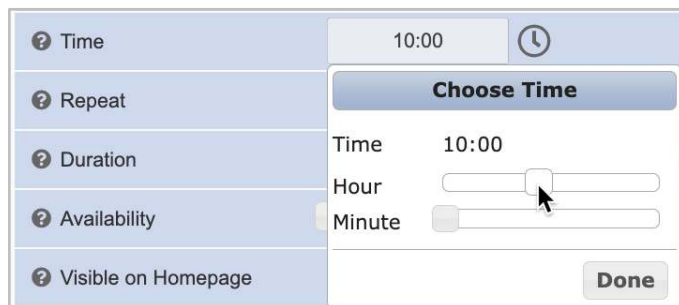 ? Time 10:00
Choose Time
? Repeat
Time 10:00
? Duration
Hour
? Availability
Minute
? Visible on Homepage
Done